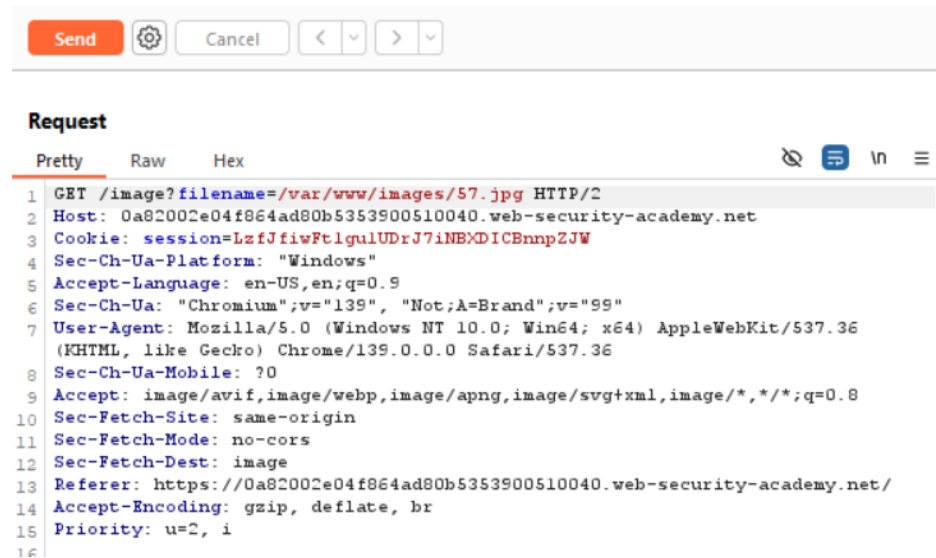 Send Cancel < >
Request
Pretty Raw Hex \n
1 GET /image?filename=/var/www/images/57.jpg HTTP/2
2 Host: 0a82002e04f864ad80b5353900510040.web-security-academy.net
3 Cookie: session=LzfJfiwFtlgulUDrJ7iNBXDICBnnpZJW
4 Sec-Ch-Ua-Platform: "Windows"
5 Accept-Language: en-US,en;q=0.9
6 Sec-Ch-Ua: "Chromium";v="139", "Not;A=Brand";v="99"
7 User-Agent: Mozilla/5.0 (Windows NT 10.0; Win64; x64) AppleWebKit/537.36
(KHTML, like Gecko) Chrome/139.0.0.0 Safari/537.36
8 Sec-Ch-Ua-Mobile: ?0
9 Accept: image/avif,image/webp,image/apng,image/svg+xml,image/*,*/*;q=0.8
10 Sec-Fetch-Site: same-origin
11 Sec-Fetch-Mode: no-cors
12 Sec-Fetch-Dest: image
13 Referer: https://0a82002e04f864ad80b5353900510040.web-security-academy.net/
14 Accept-Encoding: gzip, deflate, br
15 Priority: u=2, i
16